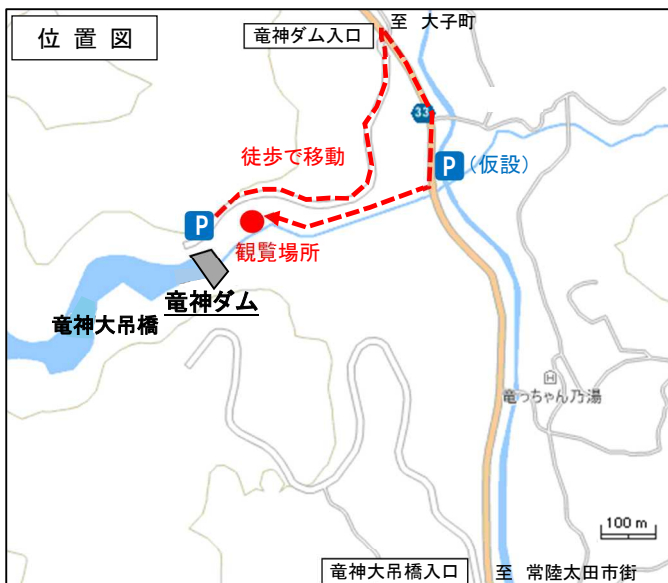 位置図
竜神ダム入口
至 大子町
33
徒歩で移動
P
(仮設)
P
観覧場所
竜神ダム
竜神大吊橋
竜っちゃん乃湯
100 m
竜神大吊橋入口
至 常陸太田市街